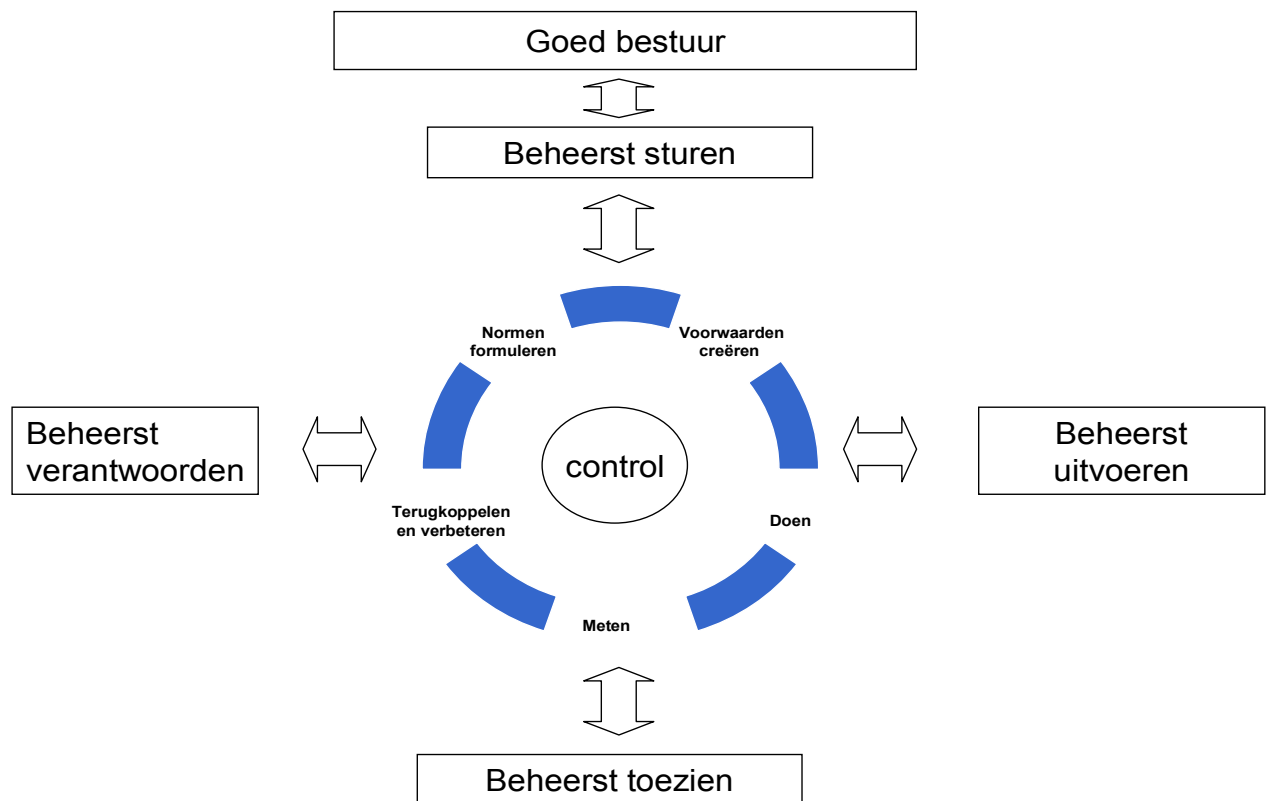 Goed bestuur
Beheerst sturen
Normen
formuleren
Voorwaarden
creëren
Beheerst
verantwoorden
control
Beheerst
uitvoeren
Terugkoppelen
en verbeteren
Doen
Meten
Beheerst toezien